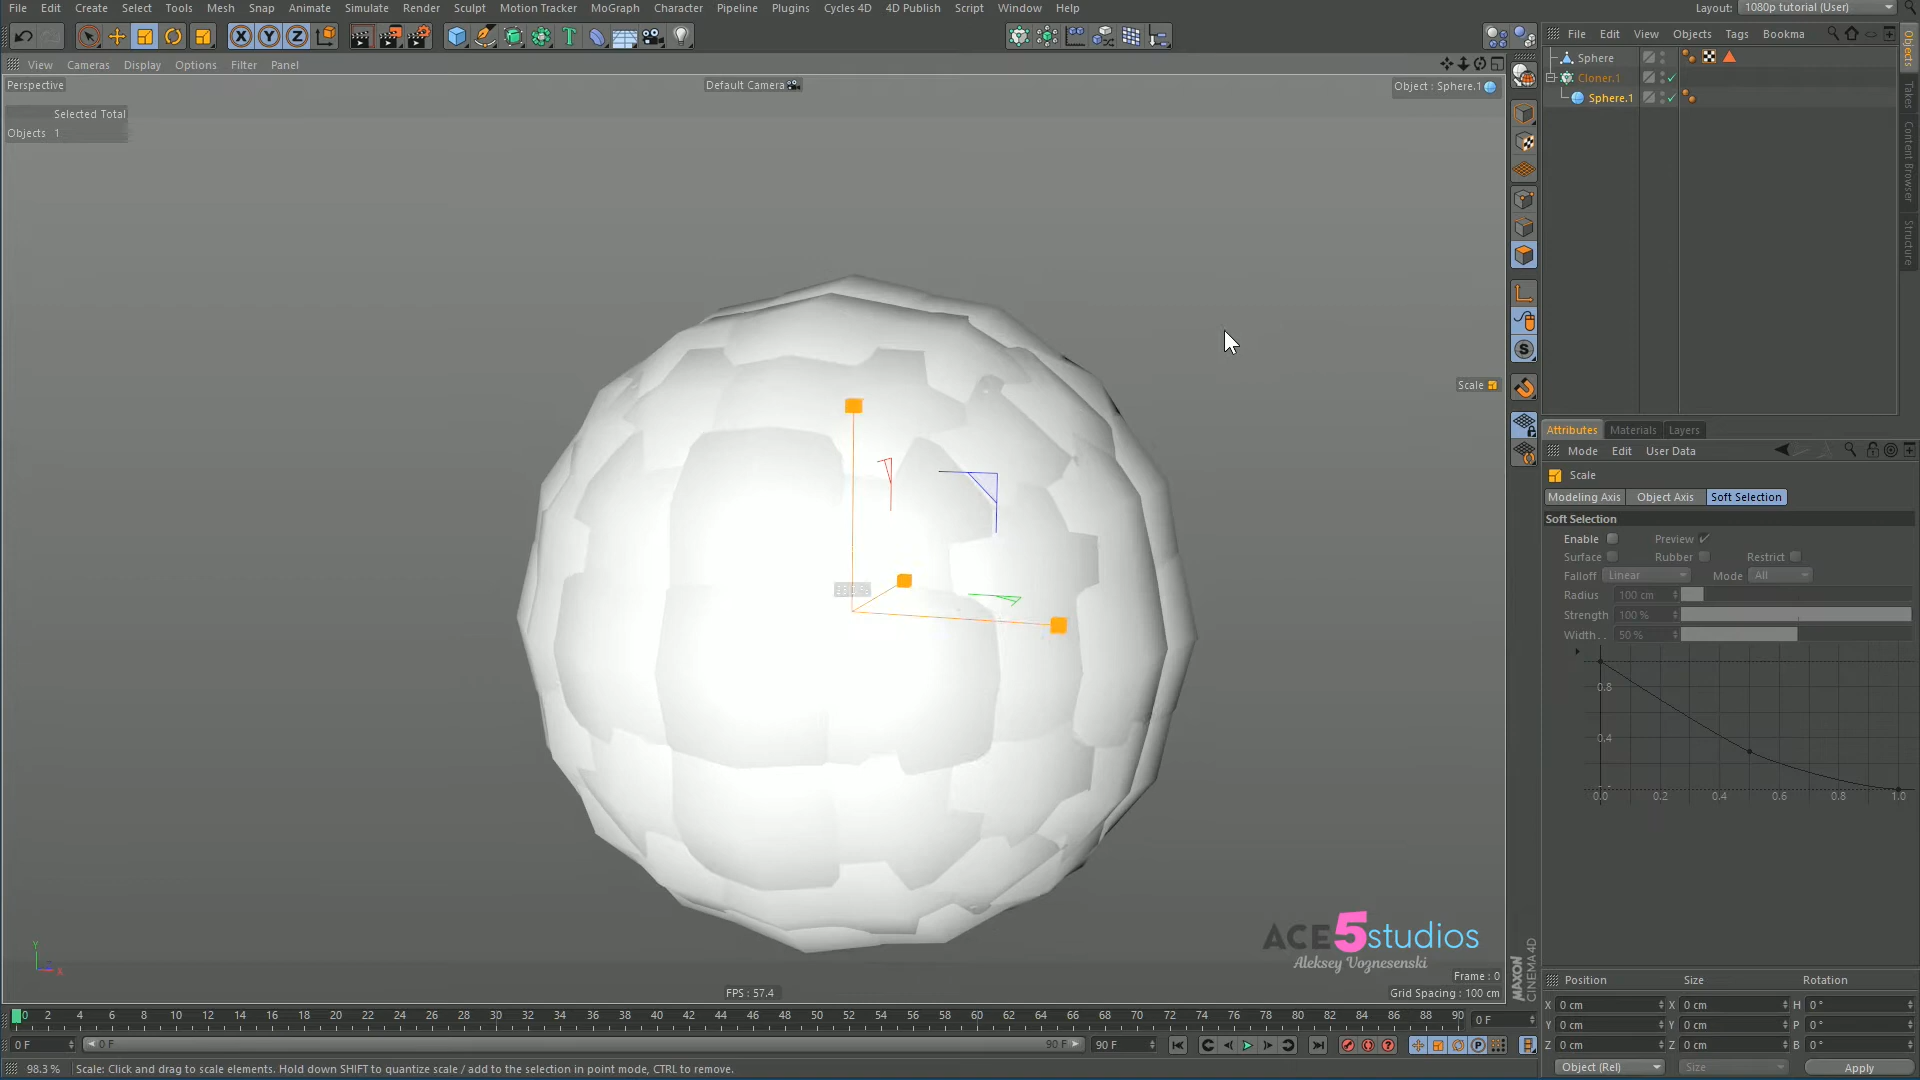 File Edit Create Select Tools Mesh Snap Animate Simulate Render Sculpt Motion Tracker MoGraph Character Pipeline Plugins Cycles 4D 4D Publish Script Window Help
Layout: 1080p tutorial (User)
X Y Z
File Edit View Objects Tags Bookma
View Cameras Display Options Filter Panel
Perspective
Default Camera
Object : Sphere.1
Selected Total
Objects 1
Sphere
Cloner.1
Sphere.1
Objects
Takes
Content Browser
Structure
Scale
Attributes Materials Layers
Mode Edit User Data
Scale
Modeling Axis Object Axis Soft Selection
Soft Selection
Enable Preview
Surface Rubber Restrict
Falloff Linear Mode All
Radius 100 cm
Strength 100 %
Width. . 50 %
0.8
0.4
0.0 0.2 0.4 0.6 0.8 1.0
ACE5studios
Aleksey Voznesenski
MAXON
CINEMA 4D
Y
X
Frame : 0
FPS : 57.4
Grid Spacing : 100 cm
0 2 4 6 8 10 12 14 16 18 20 22 24 26 28 30 32 34 36 38 40 42 44 46 48 50 52 54 56 58 60 62 64 66 68 70 72 74 76 78 80 82 84 86 88 90
0 F
0 F 0 F 90 F 90 F
Position Size Rotation
X 0 cm X 0 cm H 0 °
Y 0 cm Y 0 cm P 0 °
Z 0 cm Z 0 cm B 0 °
Object (Rel) Size Apply
98.3 % Scale: Click and drag to scale elements. Hold down SHIFT to quantize scale / add to the selection in point mode, CTRL to remove.